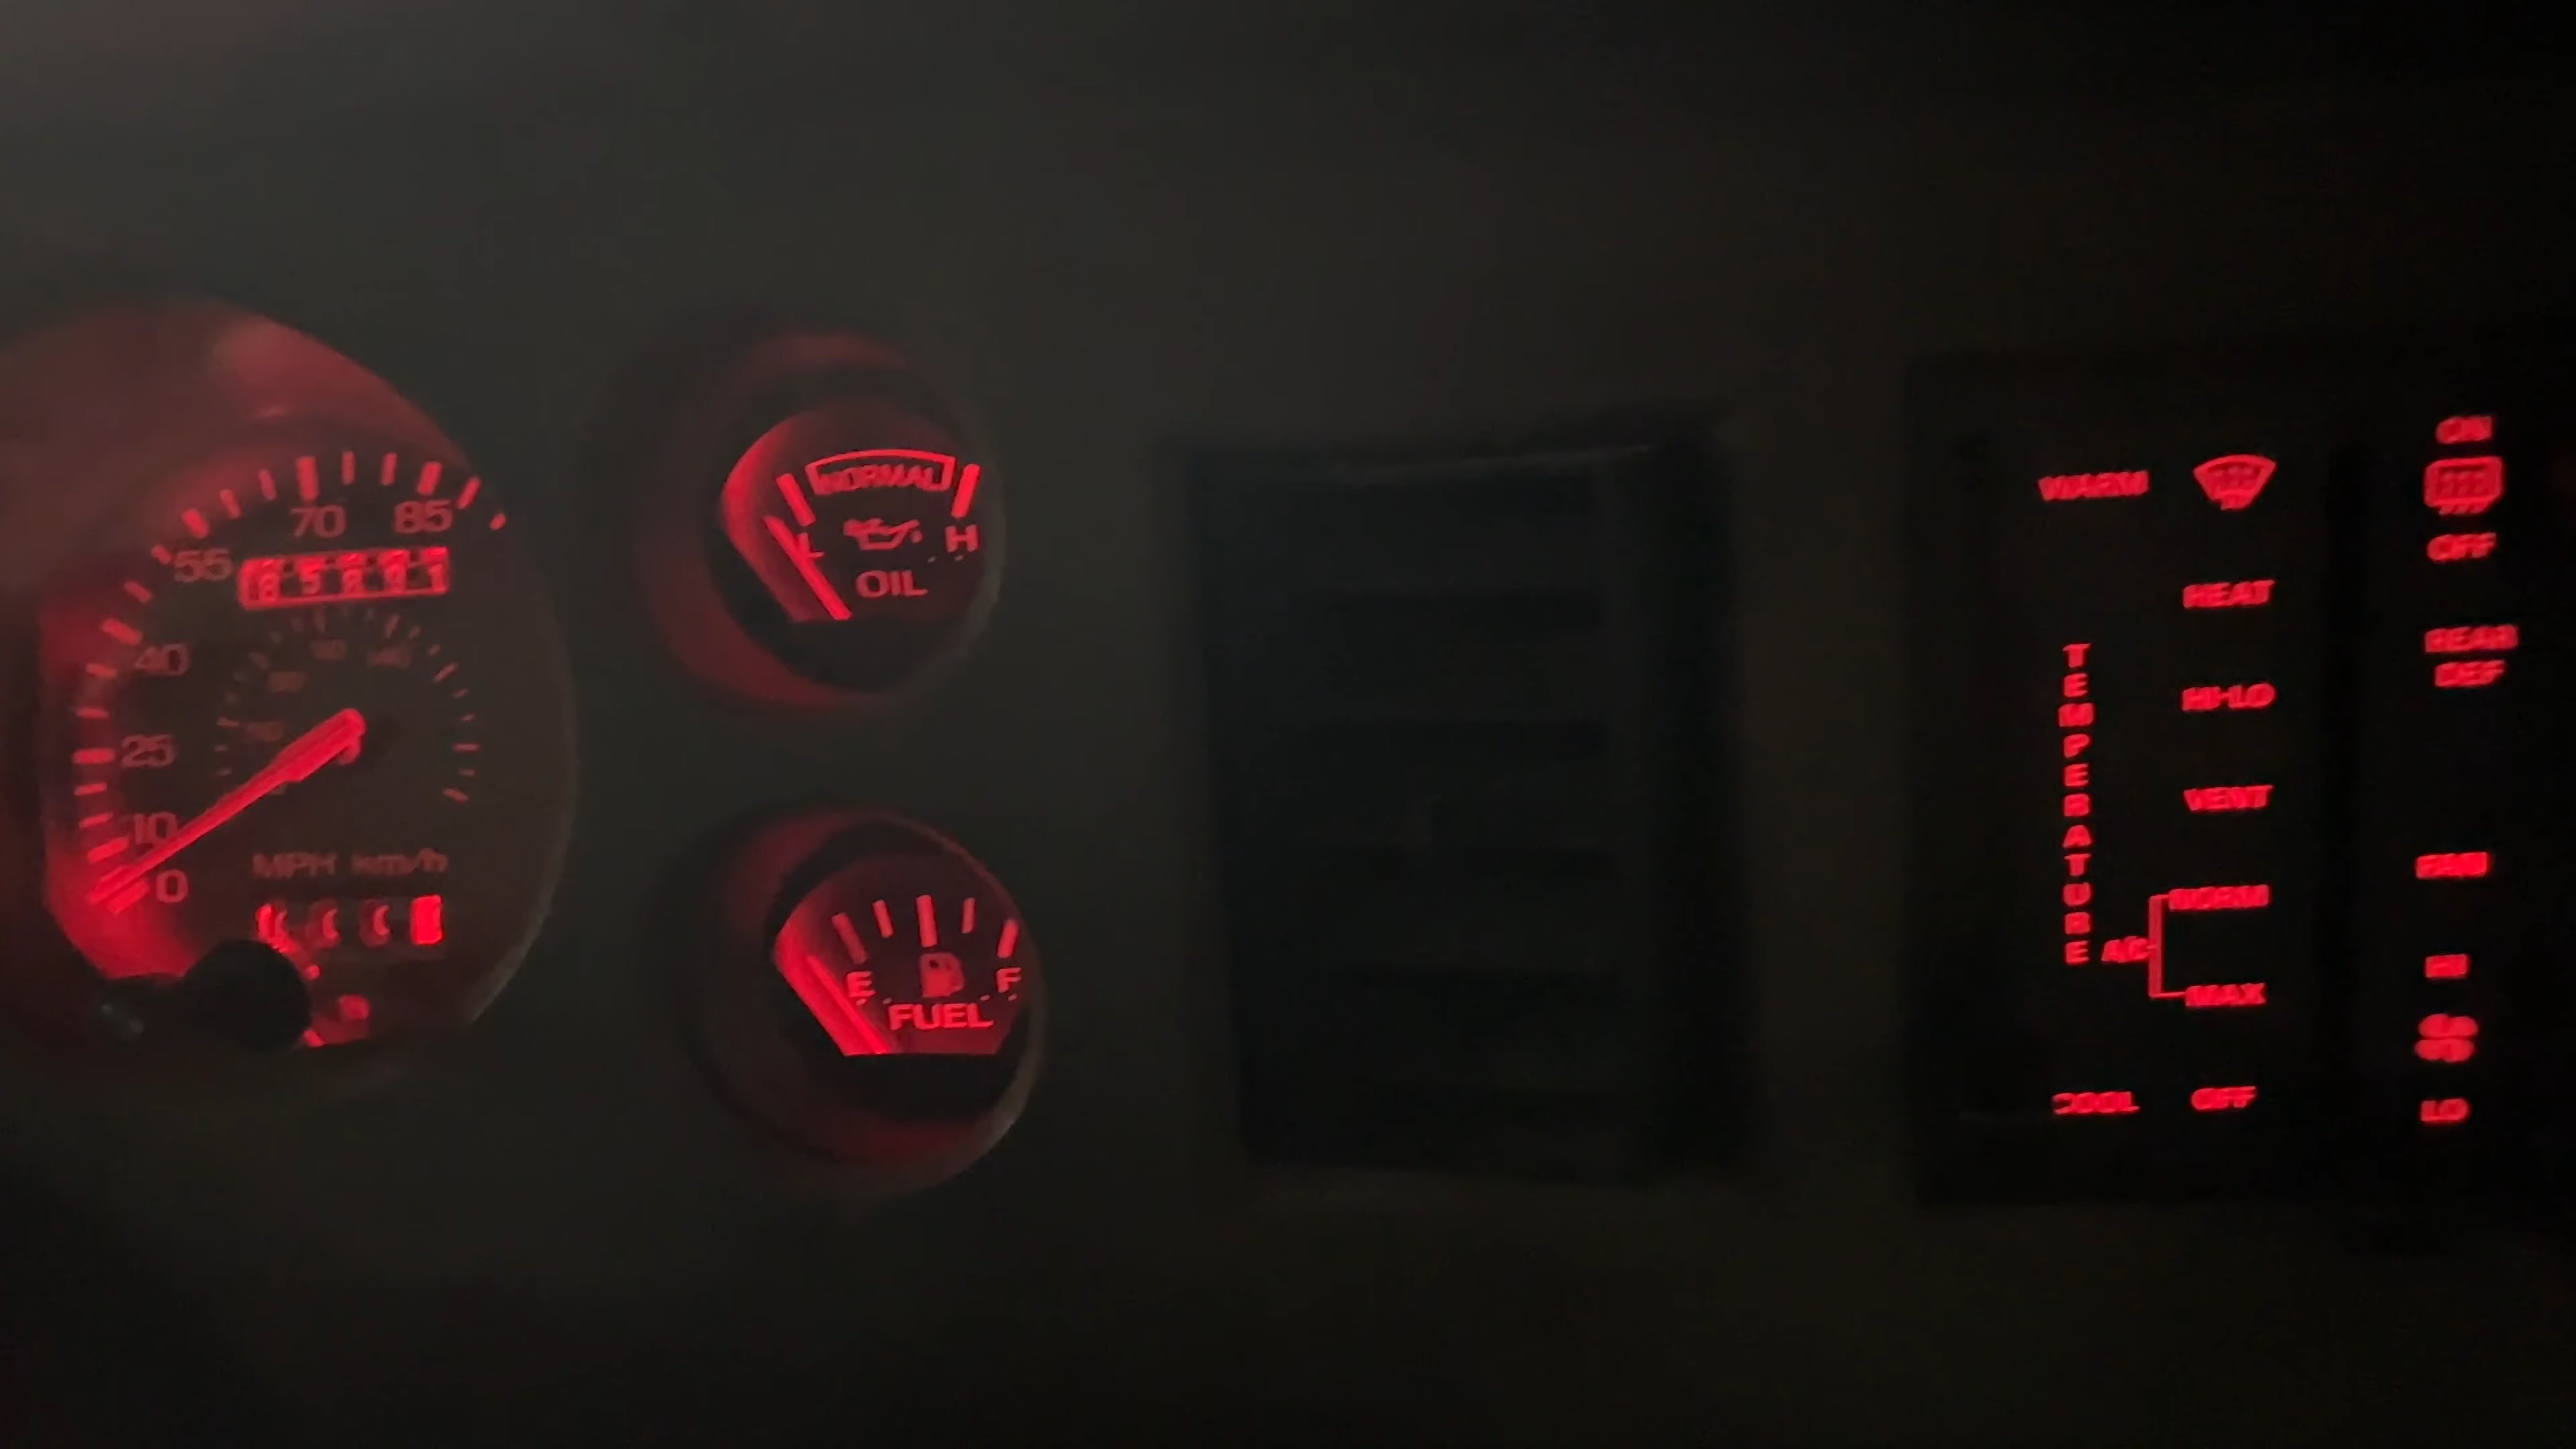 70 85
55
40
25
10
0
MPH km/h
NORMAL
L H
OIL
E F
FUEL
WARM
TEMPERATURE
COOL
HEAT
HI-LO
VENT
A/C
NORM
MAX
OFF
ON
OFF
REAR
DEF
FAN
HI
LO